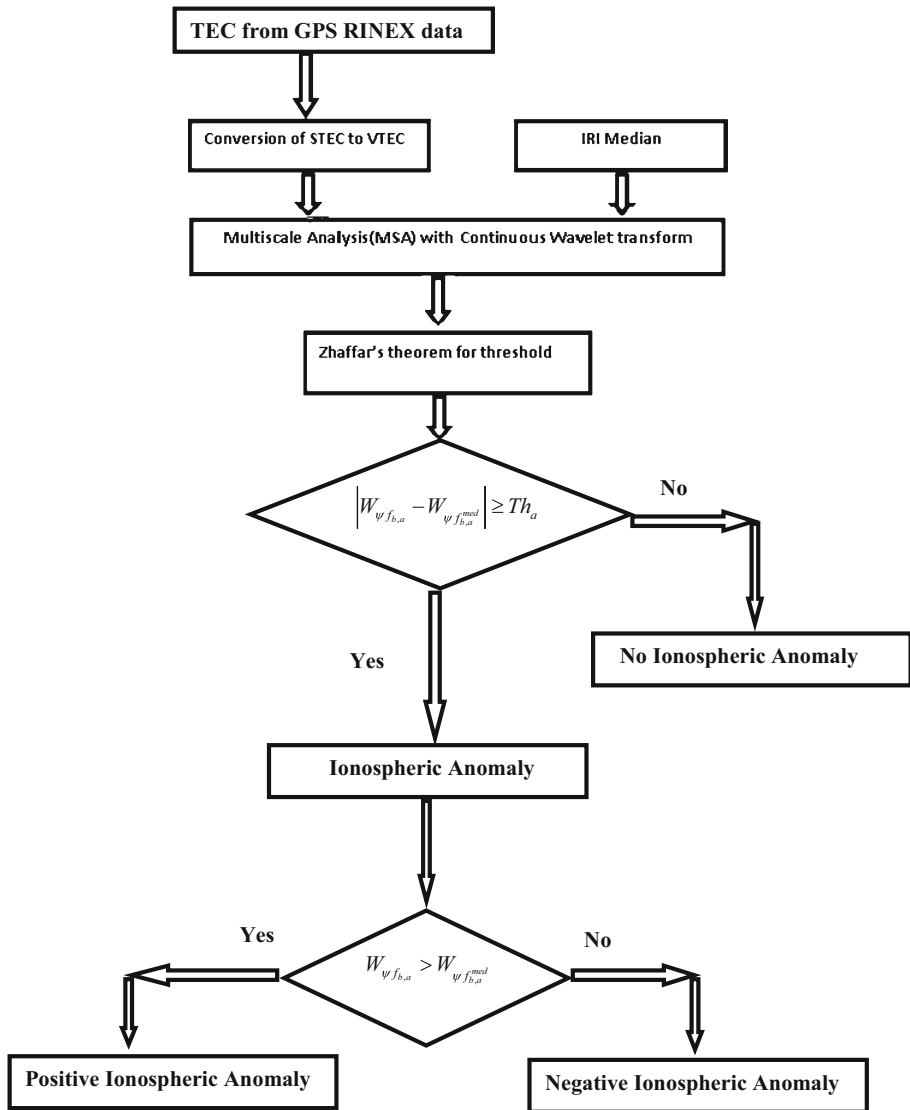 TEC from GPS RINEX data
Conversion of STEC to VTEC
IRI Median
Multiscale Analysis(MSA) with Continuous Wavelet transform
Zhaffar's theorem for threshold
|W_{ψ f_{b,a}} − W_{ψ f_{b,a}^{med}}| ≥ Th_a
No
No Ionospheric Anomaly
Yes
Ionospheric Anomaly
Yes
W_{ψ f_{b,a}} > W_{ψ f_{b,a}^{med}}
No
Positive Ionospheric Anomaly
Negative Ionospheric Anomaly